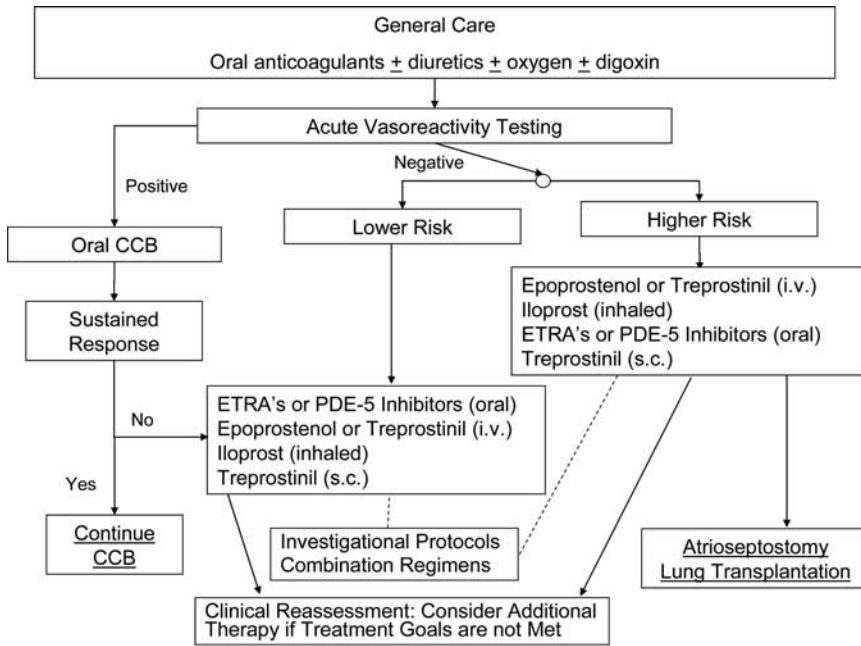 General Care
Oral anticoagulants ± diuretics ± oxygen ± digoxin
Acute Vasoreactivity Testing
Negative
Positive
Oral CCB
Lower Risk
Higher Risk
Sustained
Response
Epoprostenol or Treprostinil (i.v.)
Iloprost (inhaled)
ETRA's or PDE-5 Inhibitors (oral)
Treprostinil (s.c.)
No
ETRA's or PDE-5 Inhibitors (oral)
Epoprostenol or Treprostinil (i.v.)
Iloprost (inhaled)
Treprostinil (s.c.)
Yes
Continue
CCB
Investigational Protocols
Combination Regimens
Atrioseptostomy
Lung Transplantation
Clinical Reassessment: Consider Additional
Therapy if Treatment Goals are not Met